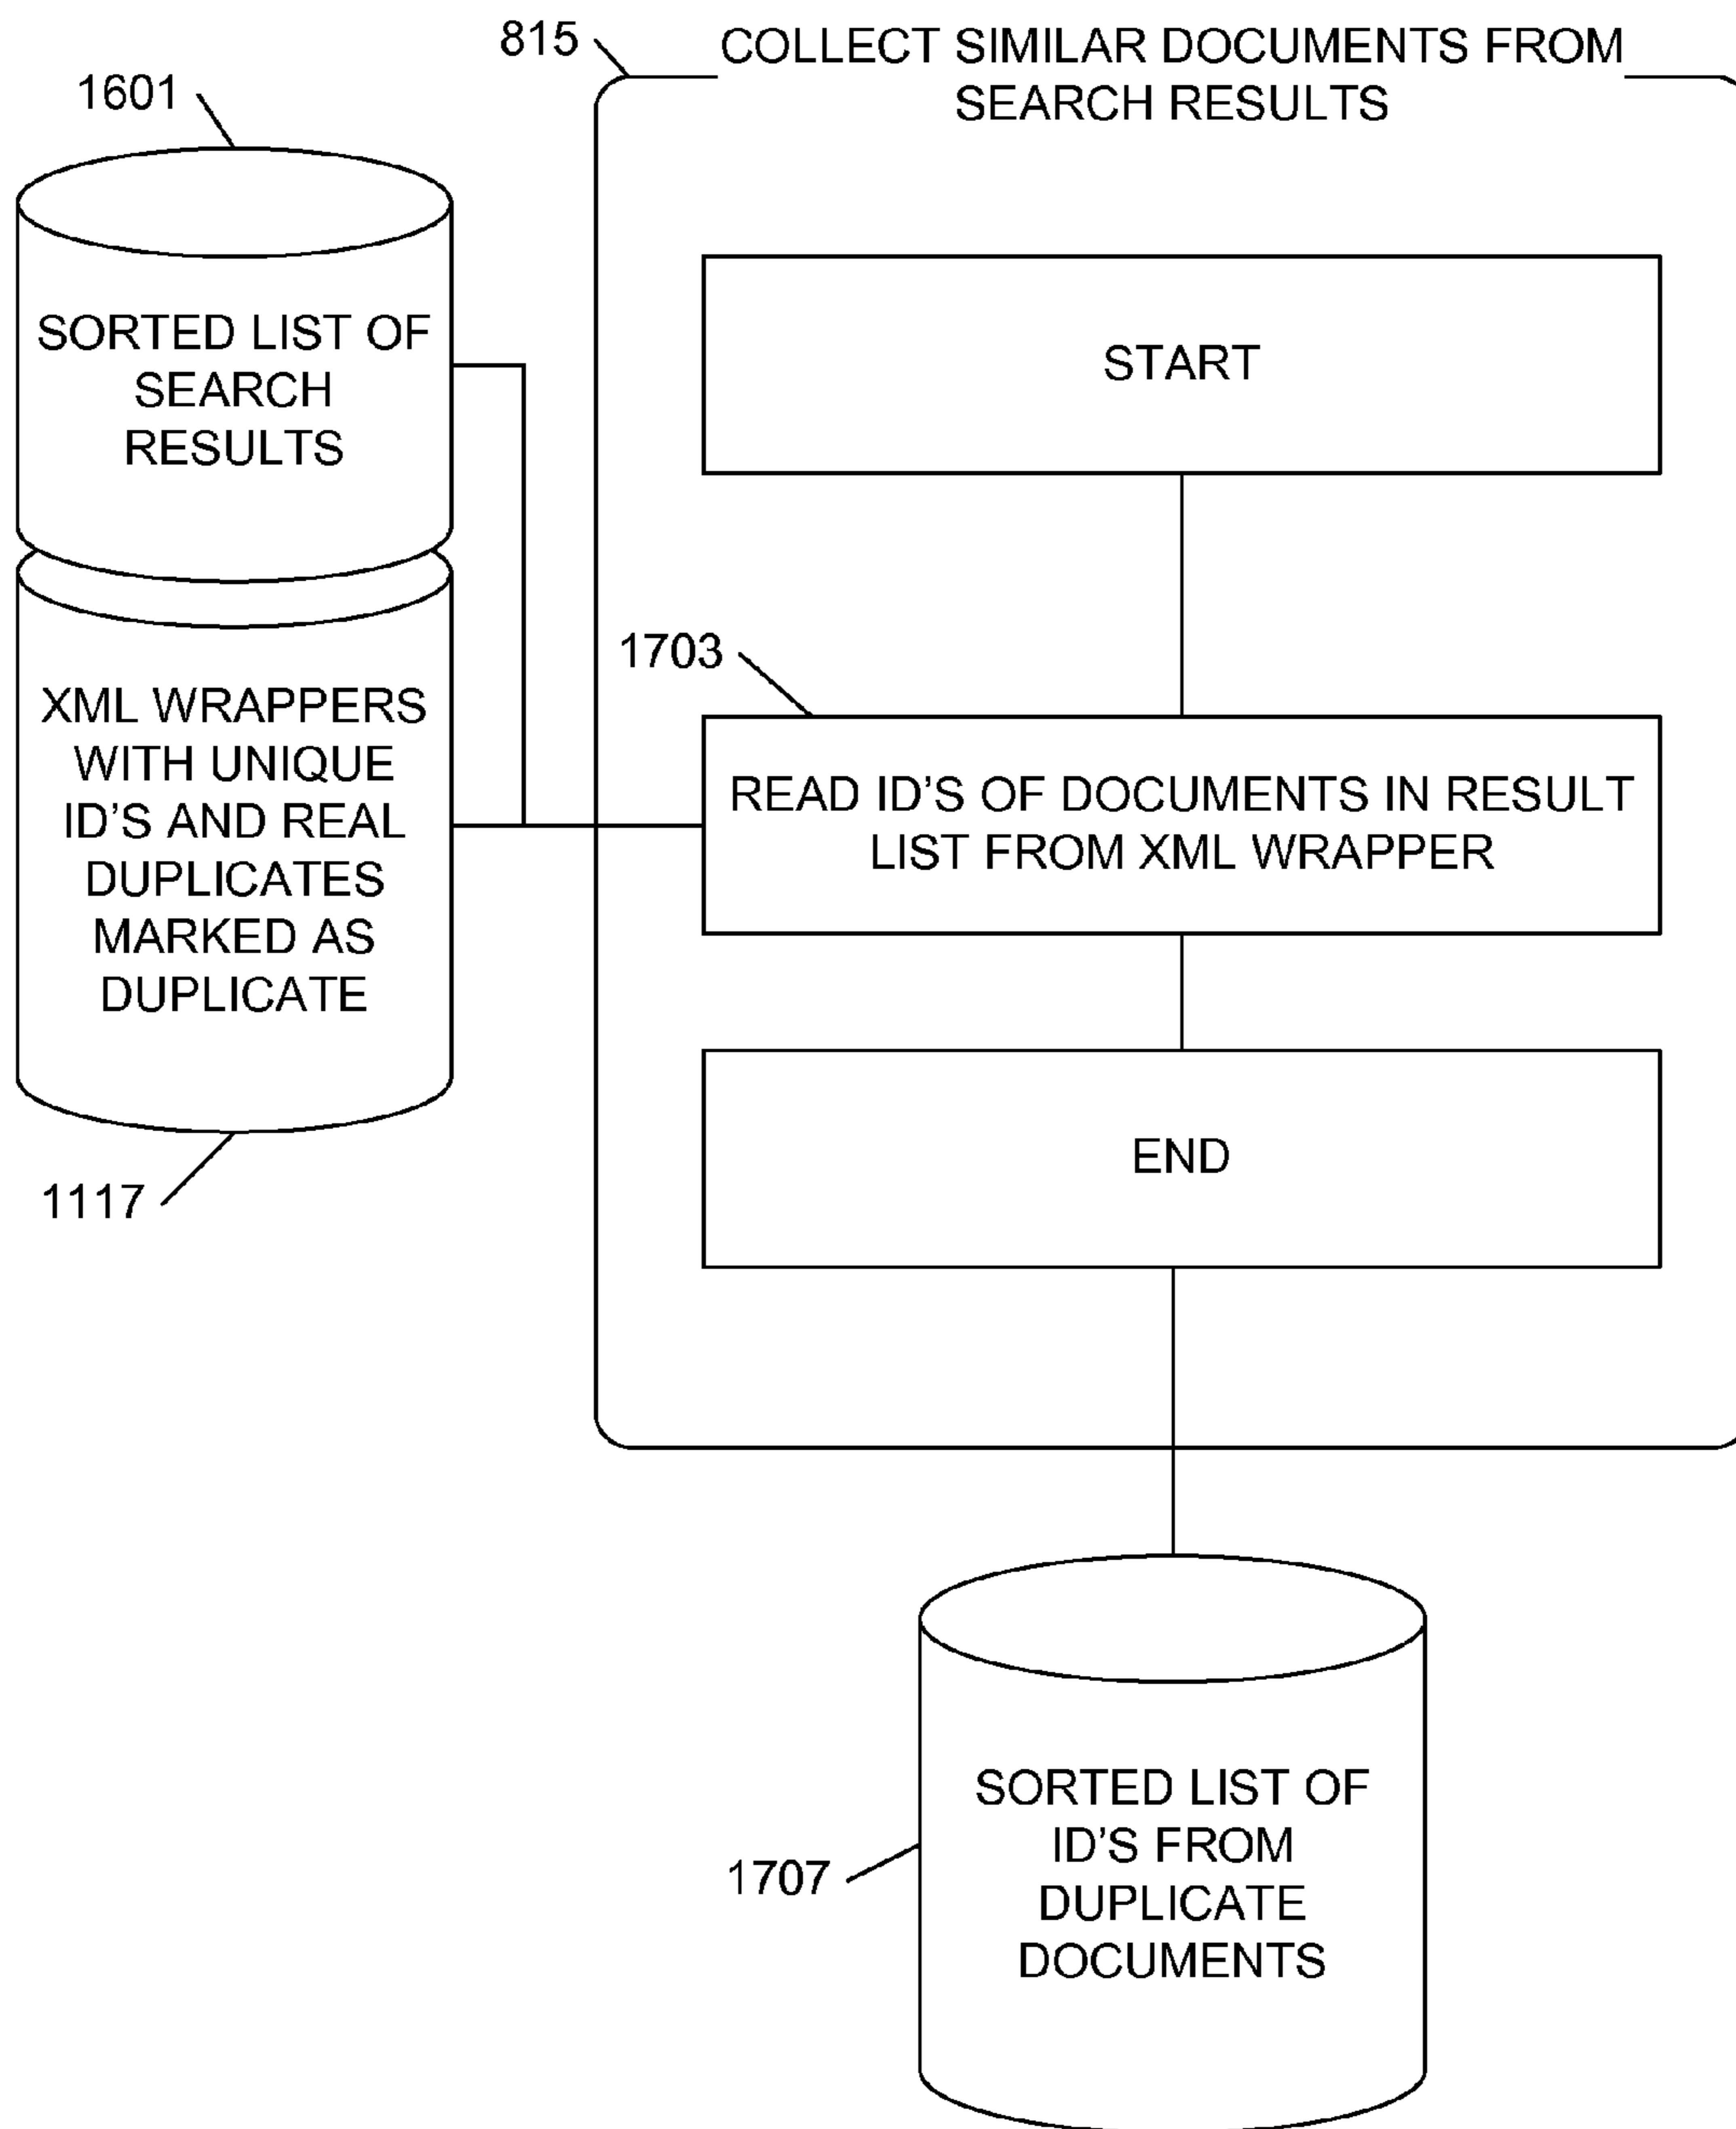 815
COLLECT SIMILAR DOCUMENTS FROM
SEARCH RESULTS
1601
SORTED LIST OF
SEARCH
RESULTS
START
XML WRAPPERS
WITH UNIQUE
ID'S AND REAL
DUPLICATES
MARKED AS
DUPLICATE
1117
1703
READ ID'S OF DOCUMENTS IN RESULT
LIST FROM XML WRAPPER
END
1707
SORTED LIST OF
ID'S FROM
DUPLICATE
DOCUMENTS